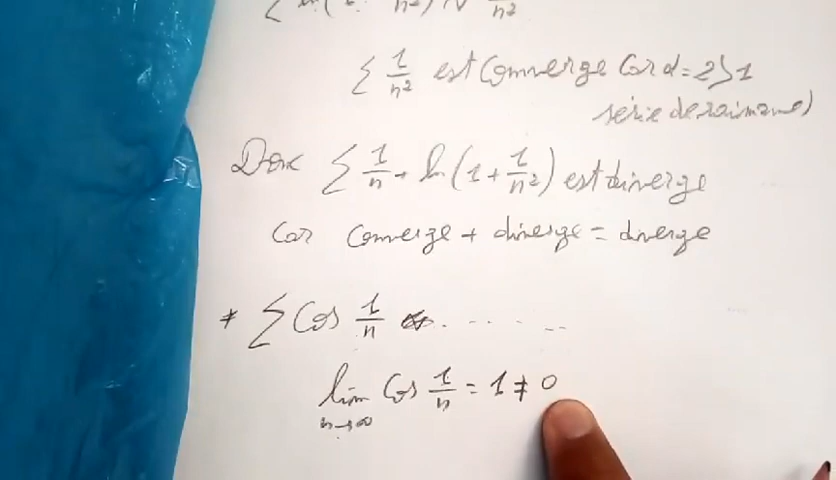 ∑ 1/n² est Converge Car α = 2 > 1
série de raimane)
Donc ∑ 1/n + ln(1 + 1/n²) est diverge
Car Converge + diverge = diverge
* ∑ Cos 1/n ........
lim Cos 1/n = 1 ≠ 0
n→∞